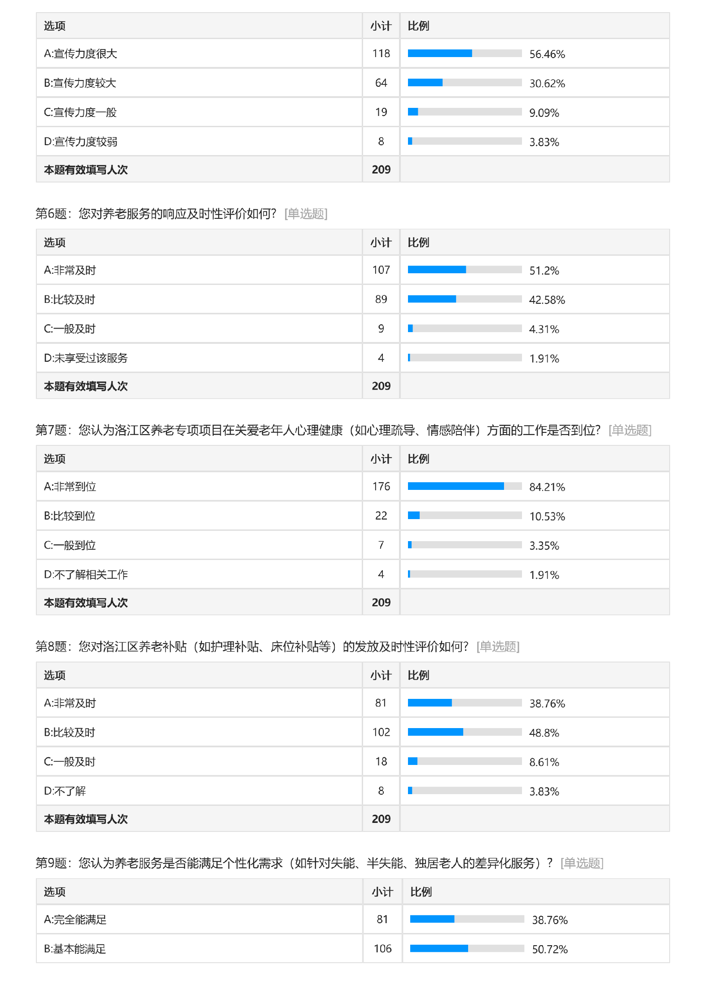 选项 小计 比例
A:宣传力度很大 118 56.46%
B:宣传力度较大 64 30.62%
C:宣传力度一般 19 9.09%
D:宣传力度较弱 8 3.83%
本题有效填写人次 209
第6题：您对养老服务的响应及时性评价如何？ [单选题]
选项 小计 比例
A:非常及时 107 51.2%
B:比较及时 89 42.58%
C:一般及时 9 4.31%
D:未享受过该服务 4 1.91%
本题有效填写人次 209
第7题：您认为洛江区养老专项项目在关爱老年人心理健康（如心理疏导、情感陪伴）方面的工作是否到位？ [单选题]
选项 小计 比例
A:非常到位 176 84.21%
B:比较到位 22 10.53%
C:一般到位 7 3.35%
D:不了解相关工作 4 1.91%
本题有效填写人次 209
第8题：您对洛江区养老补贴（如护理补贴、床位补贴等）的发放及时性评价如何？ [单选题]
选项 小计 比例
A:非常及时 81 38.76%
B:比较及时 102 48.8%
C:一般及时 18 8.61%
D:不了解 8 3.83%
本题有效填写人次 209
第9题：您认为养老服务是否能满足个性化需求（如针对失能、半失能、独居老人的差异化服务）？ [单选题]
选项 小计 比例
A:完全能满足 81 38.76%
B:基本能满足 106 50.72%